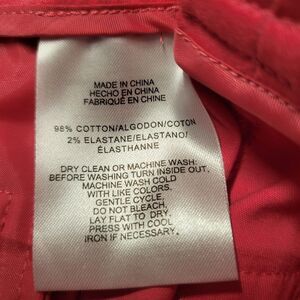 MADE IN CHINA
HECHO EN CHINA
FABRIQUÉ EN CHINE
98% COTTON/ALGODON/COTON
2% ELASTANE/ELASTANO/
ÉLASTHANNE
DRY CLEAN OR MACHINE WASH:
BEFORE WASHING TURN INSIDE OUT.
MACHINE WASH COLD
WITH LIKE COLORS.
GENTLE CYCLE.
DO NOT BLEACH.
LAY FLAT TO DRY.
PRESS WITH COOL
IRON IF NECESSARY.